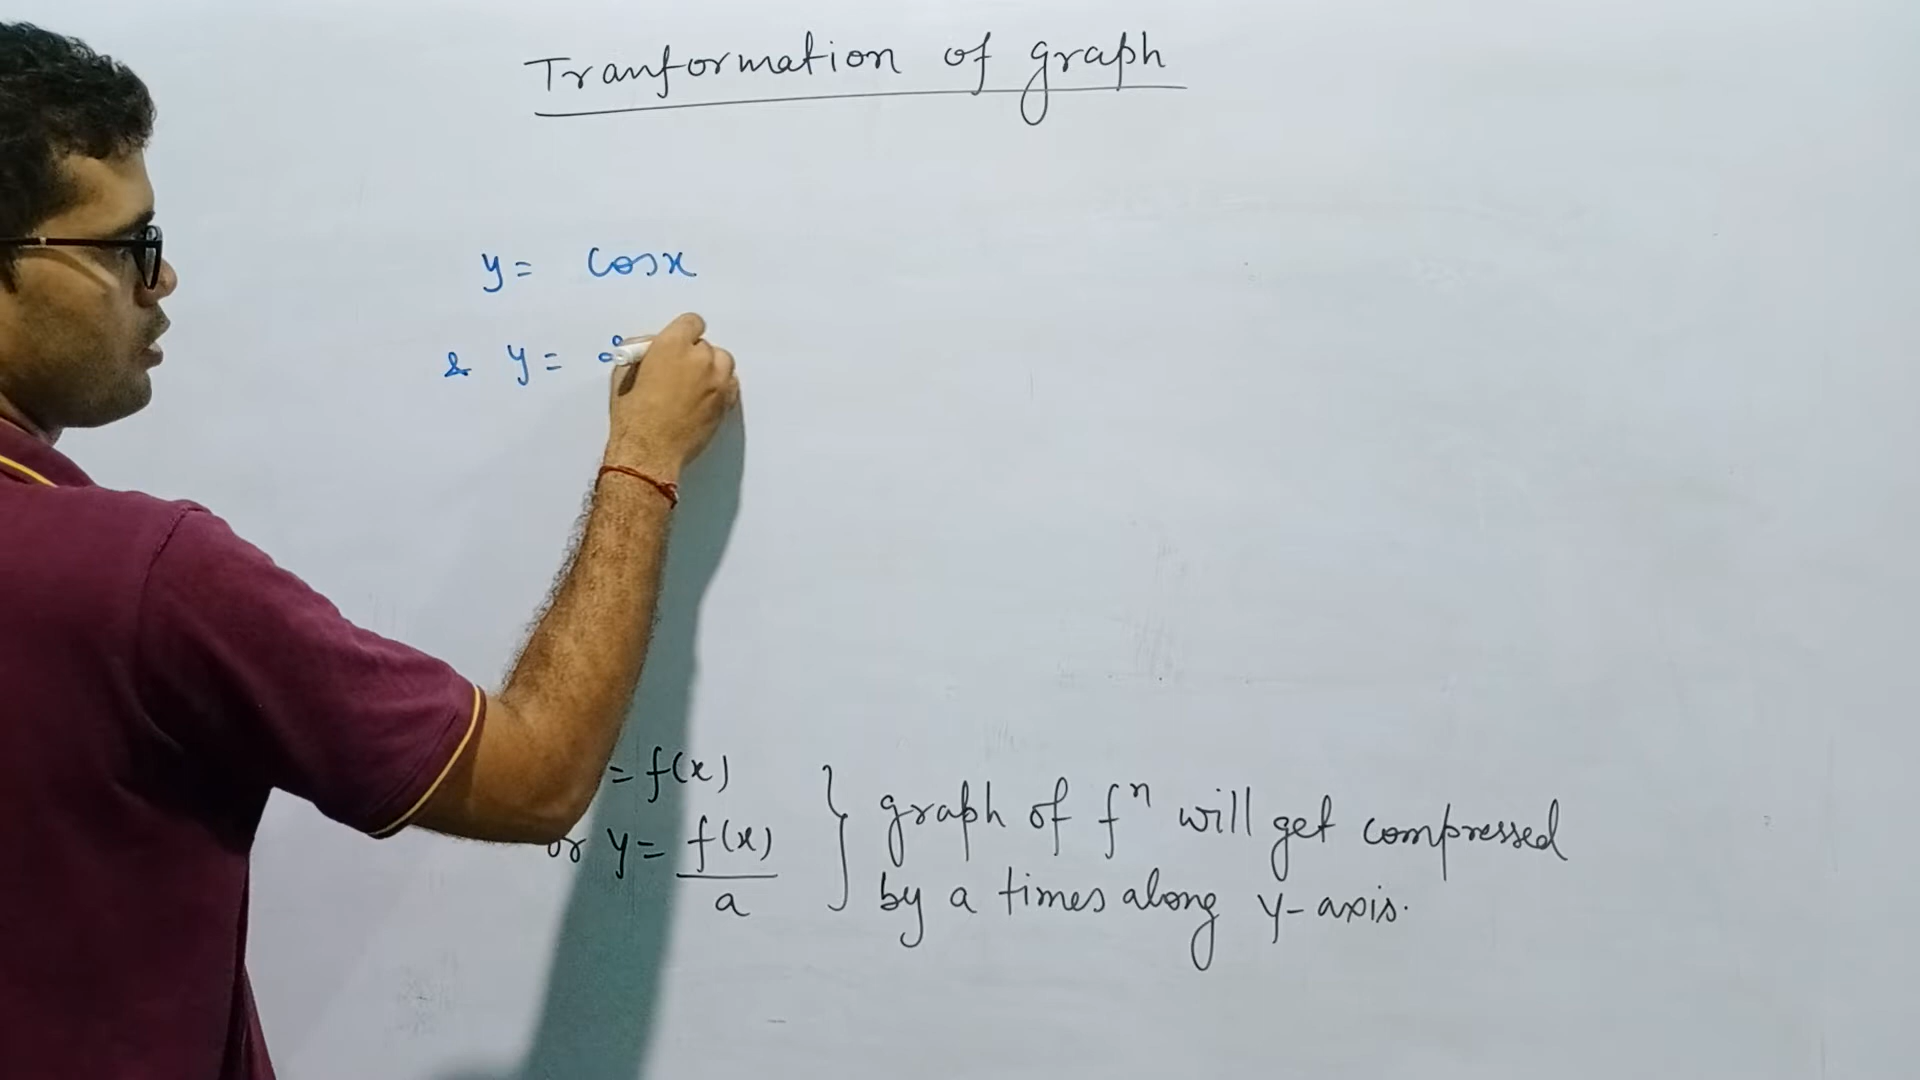 Tranformation of graph
y = cosx
& y =
= f(x)
or y = f(x)/a } graph of fⁿ will get compressed
by a times along y-axis.